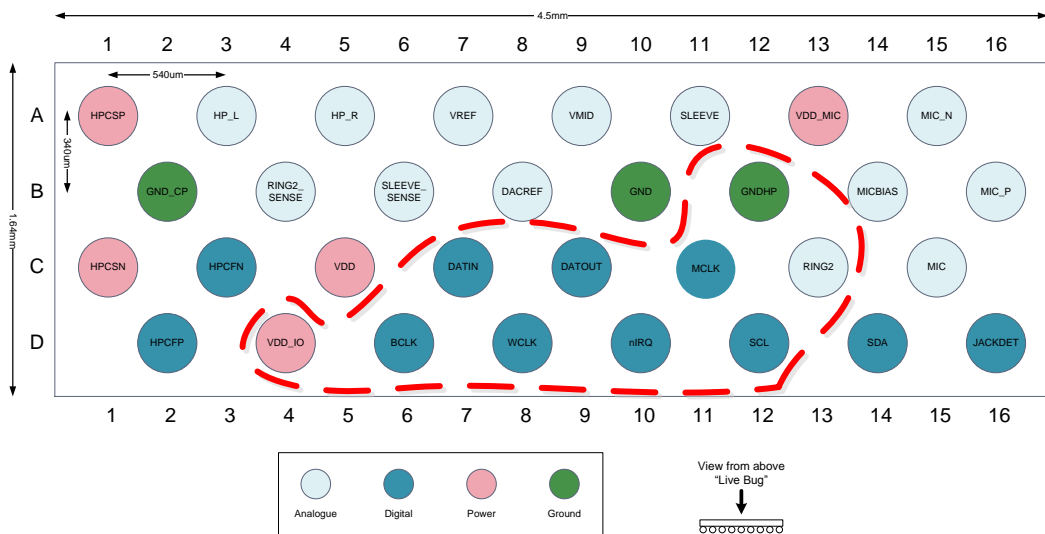 4.5mm
1 2 3 4 5 6 7 8 9 10 11 12 13 14 15 16
540um
A HPCSP HP_L HP_R VREF VMID SLEEVE VDD_MIC MIC_N
340um
B GND_CP RING2_ SLEEVE_ DACREF GND GNDHP MICBIAS MIC_P
SENSE SENSE
1.64mm
C HPCSN HPCFN VDD DATIN DATOUT MCLK RING2 MIC
D HPCFP VDD_IO BCLK WCLK nIRQ SCL SDA JACKDET
1 2 3 4 5 6 7 8 9 10 11 12 13 14 15 16
Analogue Digital Power Ground
View from above
“Live Bug”